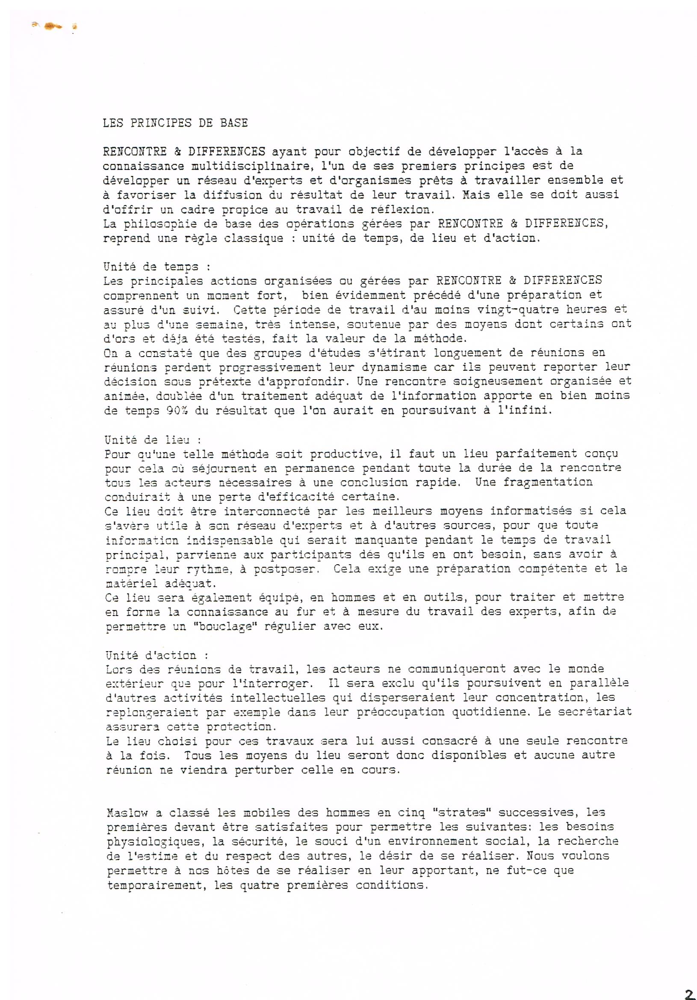 LES PRINCIPES DE BASE
RENCONTRE & DIFFERENCES ayant pour objectif de développer l'accès à la
connaissance multidisciplinaire, l'un de ses premiers principes est de
développer un réseau d'experts et d'organismes prêts à travailler ensemble et
à favoriser la diffusion du résultat de leur travail. Mais elle se doit aussi
d'offrir un cadre propice au travail de réflexion.
La philosophie de base des opérations gérées par RENCONTRE & DIFFERENCES,
reprend une règle classique : unité de temps, de lieu et d'action.
Unité de temps :
Les principales actions organisées ou gérées par RENCONTRE & DIFFERENCES
comprennent un moment fort, bien évidemment précédé d'une préparation et
assuré d'un suivi. Cette période de travail d'au moins vingt-quatre heures et
au plus d'une semaine, très intense, soutenue par des moyens dont certains ont
d'ors et déja été testés, fait la valeur de la méthode.
On a constaté que des groupes d'études s'étirant longuement de réunions en
réunions perdent progressivement leur dynamisme car ils peuvent reporter leur
décision sous prétexte d'approfondir. Une rencontre soigneusement organisée et
animée, doublée d'un traitement adéquat de l'information apporte en bien moins
de temps 90% du résultat que l'on aurait en poursuivant à l'infini.
Unité de lieu :
Pour qu'une telle méthode soit productive, il faut un lieu parfaitement conçu
pour cela où séjournent en permanence pendant toute la durée de la rencontre
tous les acteurs nécessaires à une conclusion rapide. Une fragmentation
conduirait à une perte d'efficacité certaine.
Ce lieu doit être interconnecté par les meilleurs moyens informatisés si cela
s'avère utile à son réseau d'experts et à d'autres sources, pour que toute
information indispensable qui serait manquante pendant le temps de travail
principal, parvienne aux participants dés qu'ils en ont besoin, sans avoir à
rompre leur rythme, à postposer. Cela exige une préparation compétente et le
matériel adéquat.
Ce lieu sera également équipé, en hommes et en outils, pour traiter et mettre
en forme la connaissance au fur et à mesure du travail des experts, afin de
permettre un "bouclage" régulier avec eux.
Unité d'action :
Lors des réunions de travail, les acteurs ne communiqueront avec le monde
extérieur que pour l'interroger. Il sera exclu qu'ils poursuivent en parallèle
d'autres activités intellectuelles qui disperseraient leur concentration, les
replongeraient par exemple dans leur préoccupation quotidienne. Le secrétariat
assurera cette protection.
Le lieu choisi pour ces travaux sera lui aussi consacré à une seule rencontre
à la fois. Tous les moyens du lieu seront donc disponibles et aucune autre
réunion ne viendra perturber celle en cours.
Maslow a classé les mobiles des hommes en cinq "strates" successives, les
premières devant être satisfaites pour permettre les suivantes: les besoins
physiologiques, la sécurité, le souci d'un environnement social, la recherche
de l'estime et du respect des autres, le désir de se réaliser. Nous voulons
permettre à nos hôtes de se réaliser en leur apportant, ne fut-ce que
temporairement, les quatre premières conditions.
2